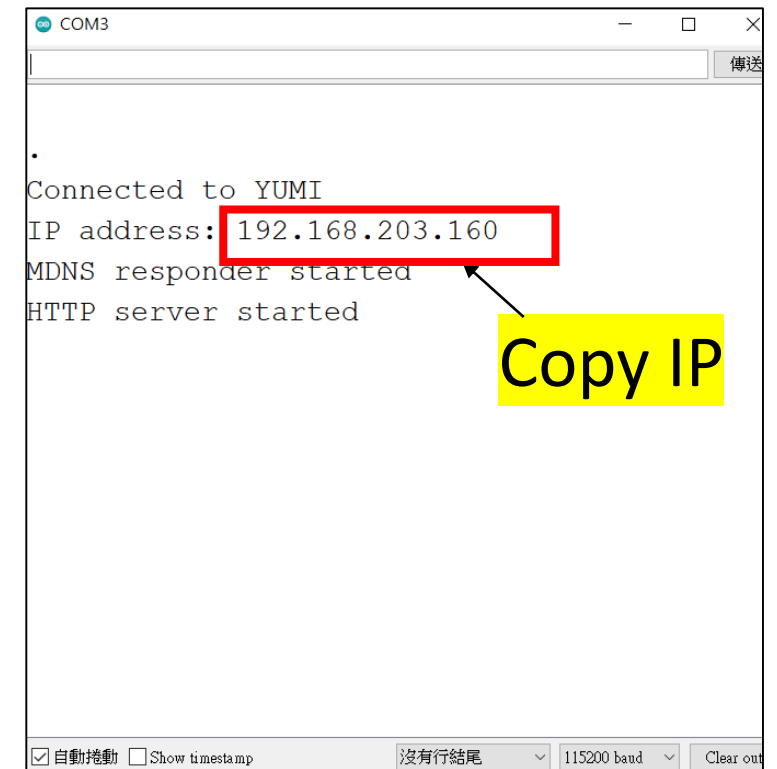 COM3
傳送
.
Connected to YUMI
IP address: 192.168.203.160
MDNS responder started
HTTP server started
Copy IP
自動捲動 Show timestamp 沒有行結尾 115200 baud Clear out